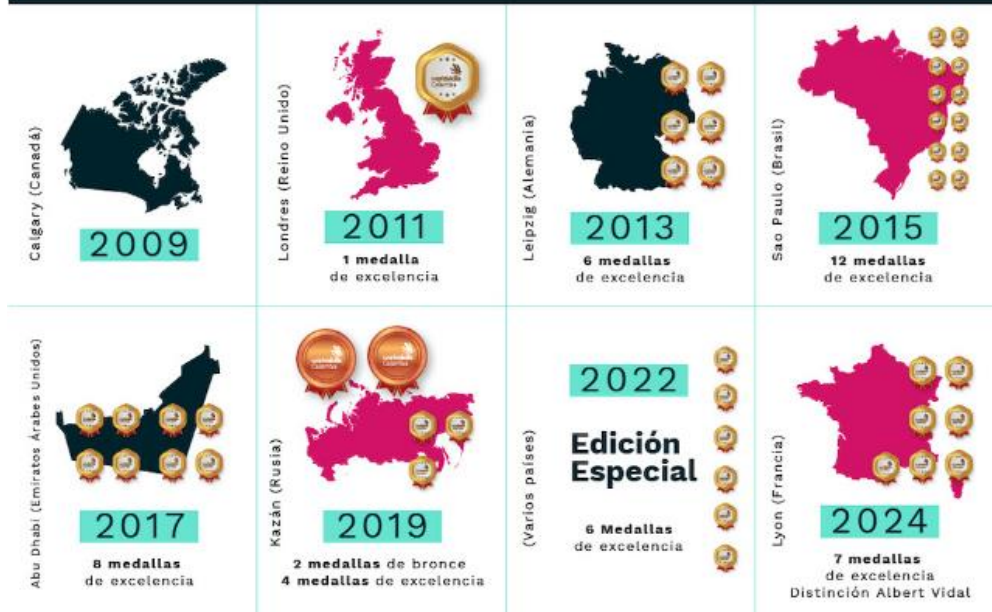 Calgary (Canadá)
2009
Londres (Reino Unido)
2011
1 medalla
de excelencia
Leipzig (Alemania)
2013
6 medallas
de excelencia
Sao Paulo (Brasil)
2015
12 medallas
de excelencia
Abu Dhabi (Emiratos Árabes Unidos)
2017
8 medallas
de excelencia
Kazán (Rusia)
2019
2 medallas de bronce
4 medallas de excelencia
(Varios países)
2022
Edición
Especial
6 Medallas
de excelencia
Lyon (Francia)
2024
7 medallas
de excelencia
Distinción Albert Vidal